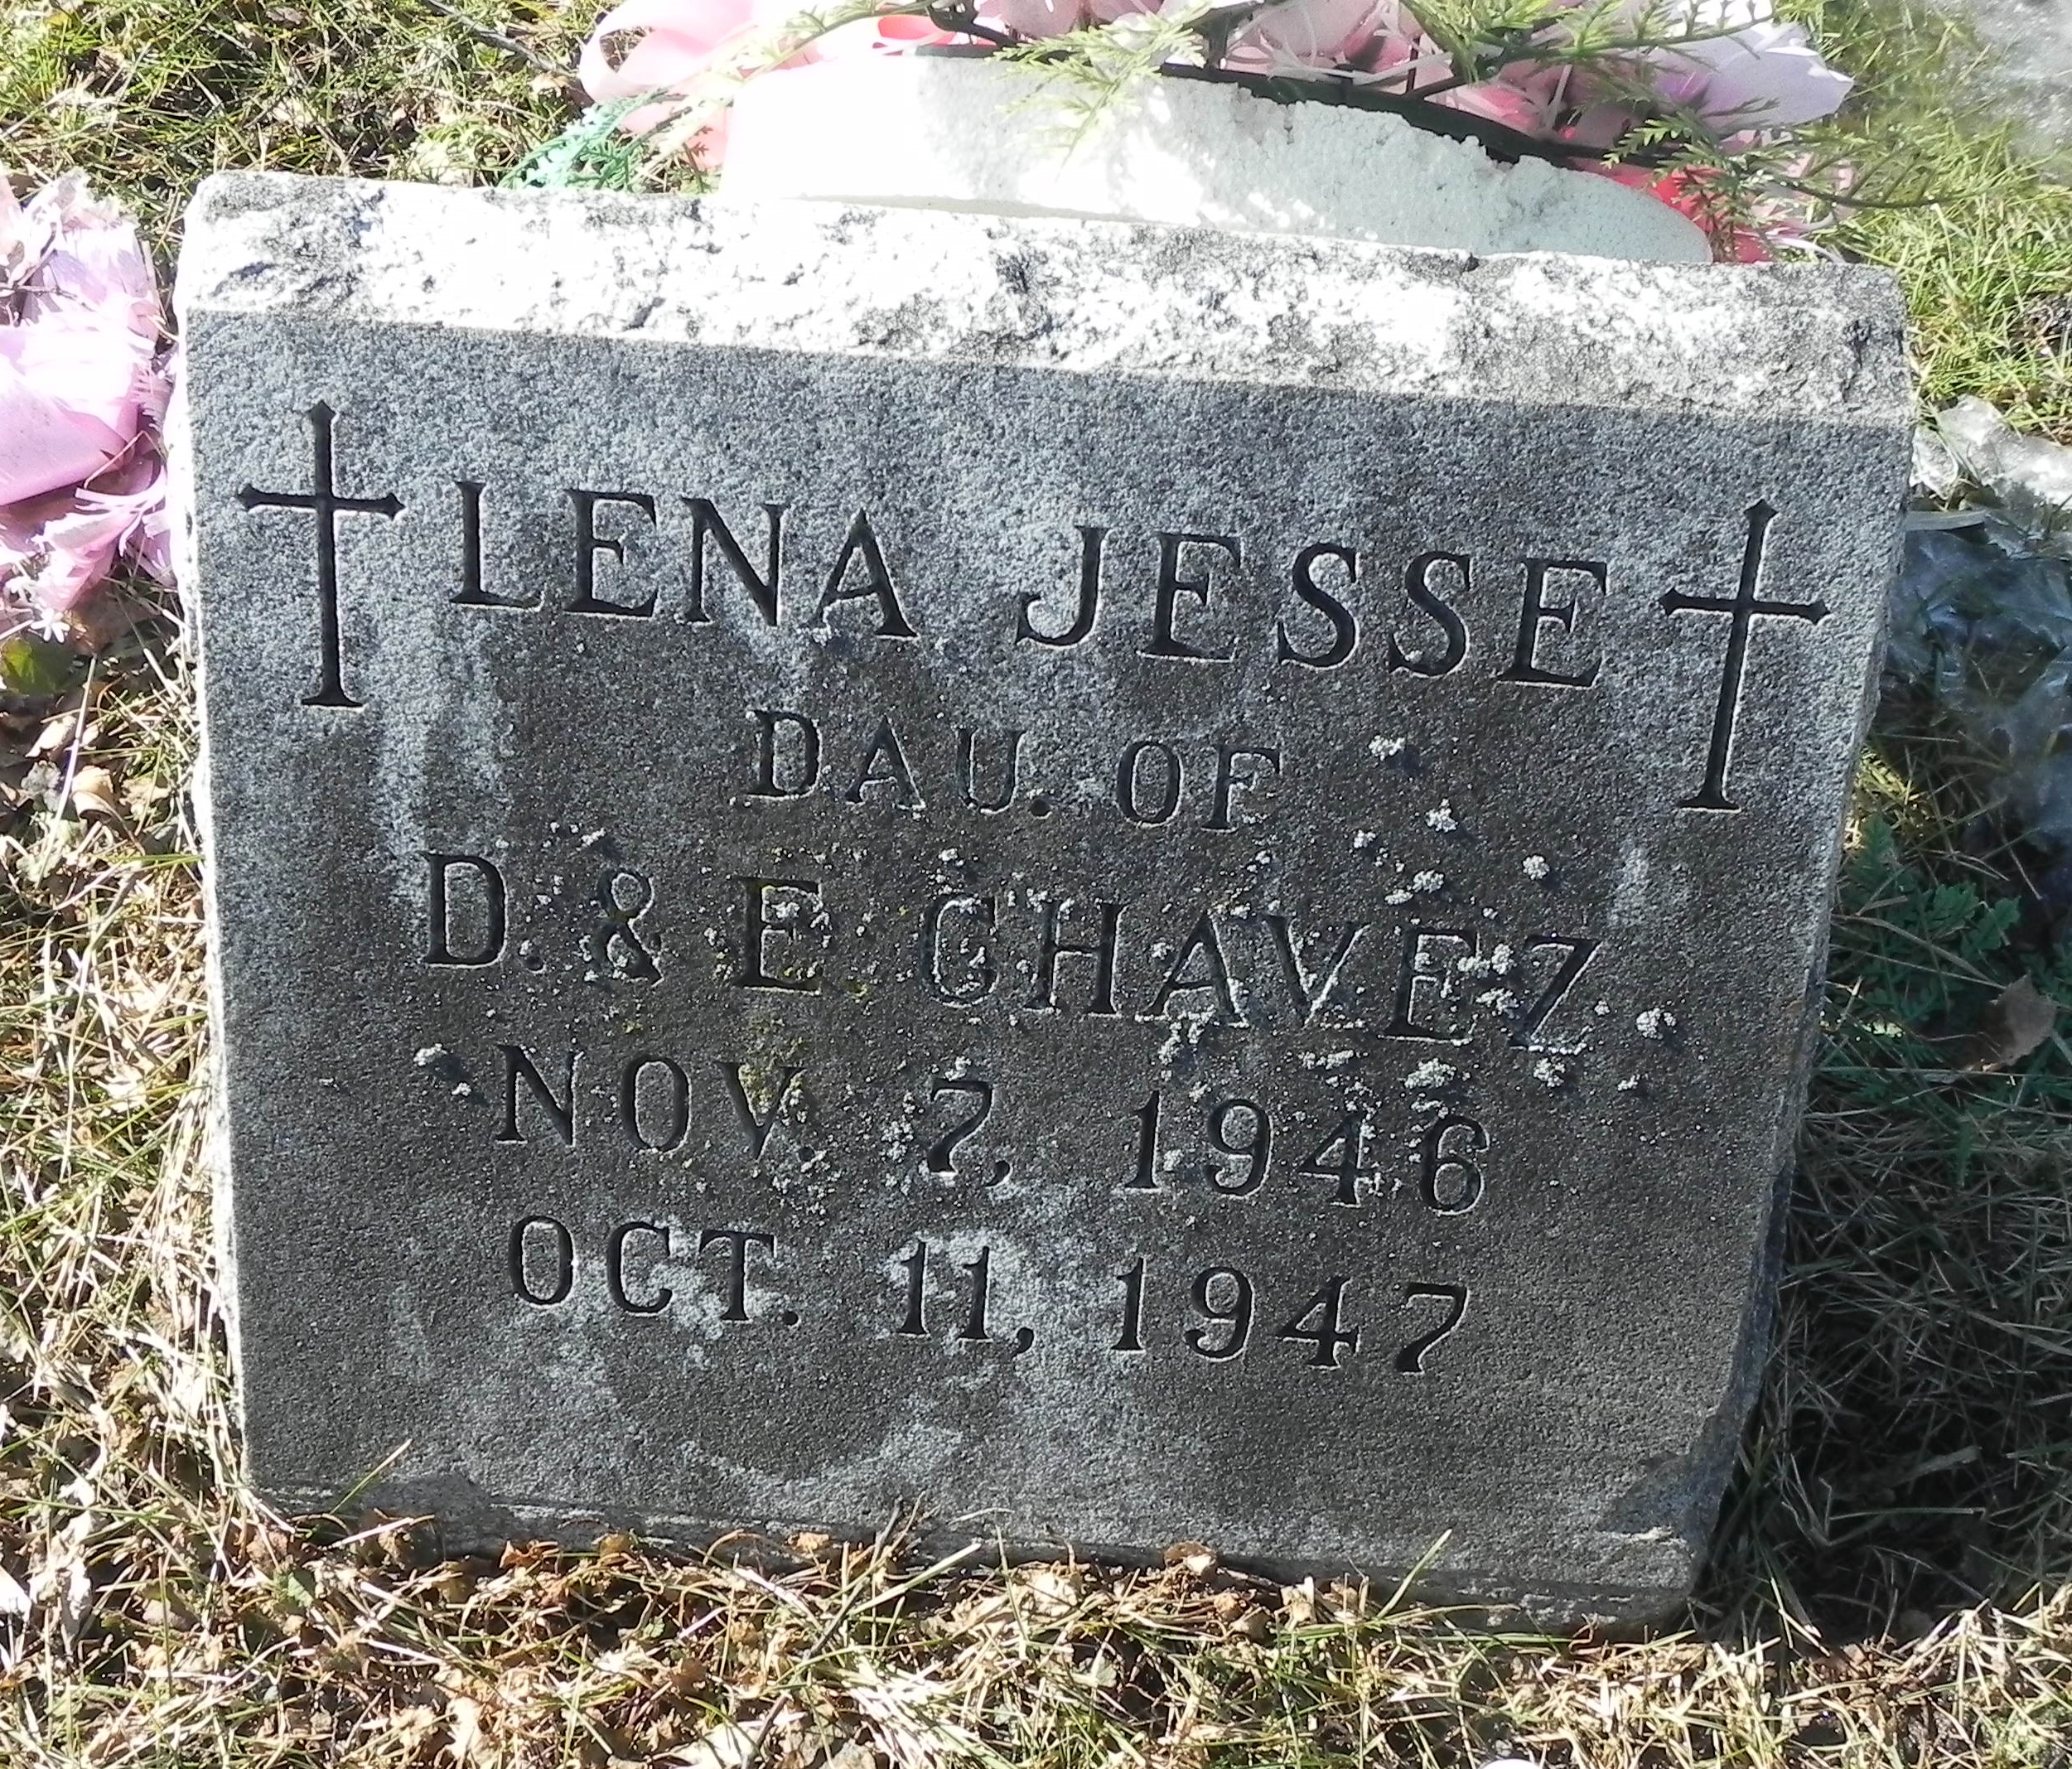 LENA JESSE
DAU. OF
D. & E. CHAVEZ
NOV. 7, 1946
OCT. 11, 1947